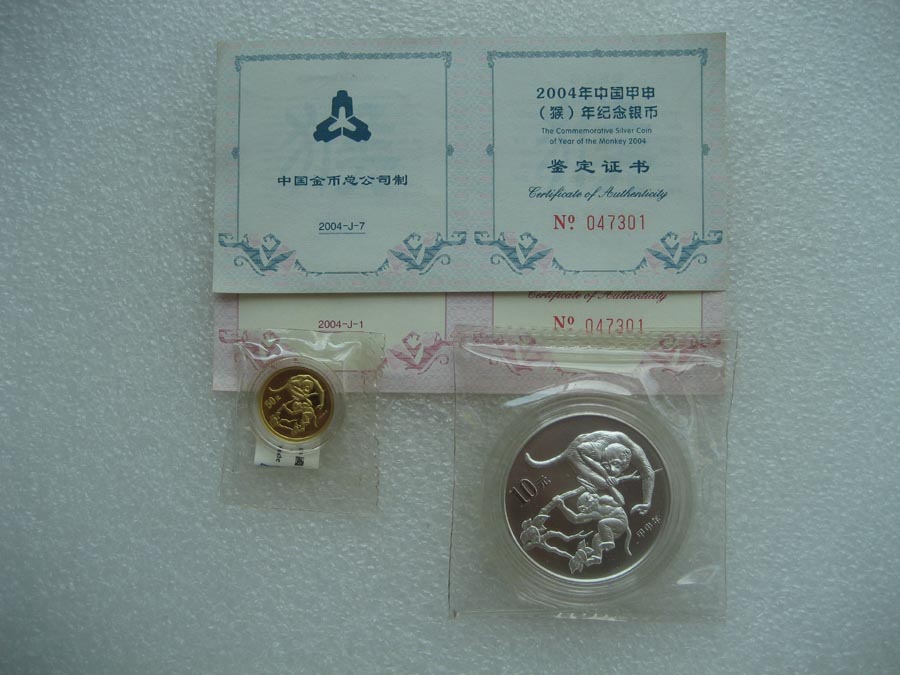 中国金币总公司制
2004-J-7
2004年中国甲申
（猴）年纪念银币
The Commemorative Silver Coin
of Year of the Monkey 2004
鉴定证书
Certificate of Authenticity
Nº 047301
2004-J-1
Certificate of Authenticity
Nº 047301
50元
10元
甲申年